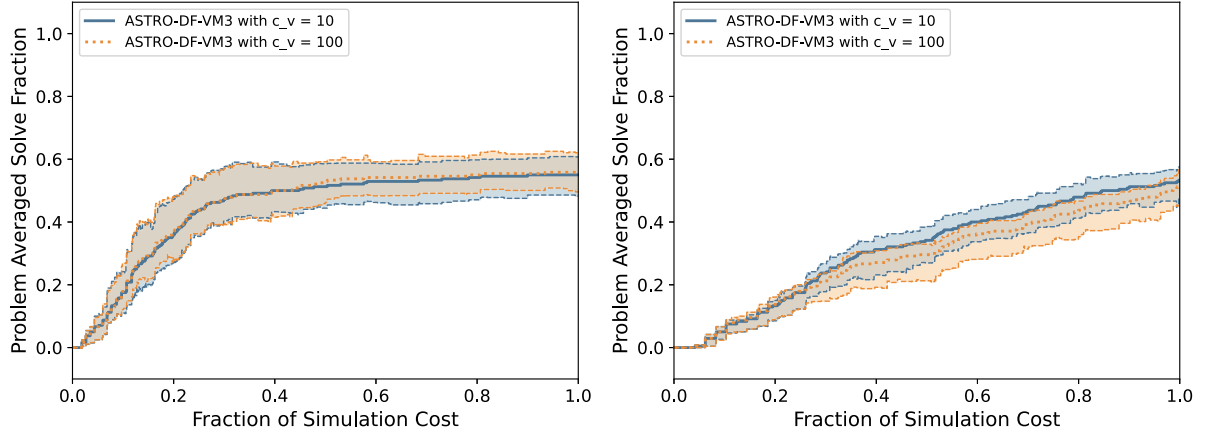 ASTRO-DF-VM3 with c_v = 10
ASTRO-DF-VM3 with c_v = 100
Problem Averaged Solve Fraction
1.0
0.8
0.6
0.4
0.2
0.0
0.0 0.2 0.4 0.6 0.8 1.0
Fraction of Simulation Cost
ASTRO-DF-VM3 with c_v = 10
ASTRO-DF-VM3 with c_v = 100
Problem Averaged Solve Fraction
1.0
0.8
0.6
0.4
0.2
0.0
0.0 0.2 0.4 0.6 0.8 1.0
Fraction of Simulation Cost